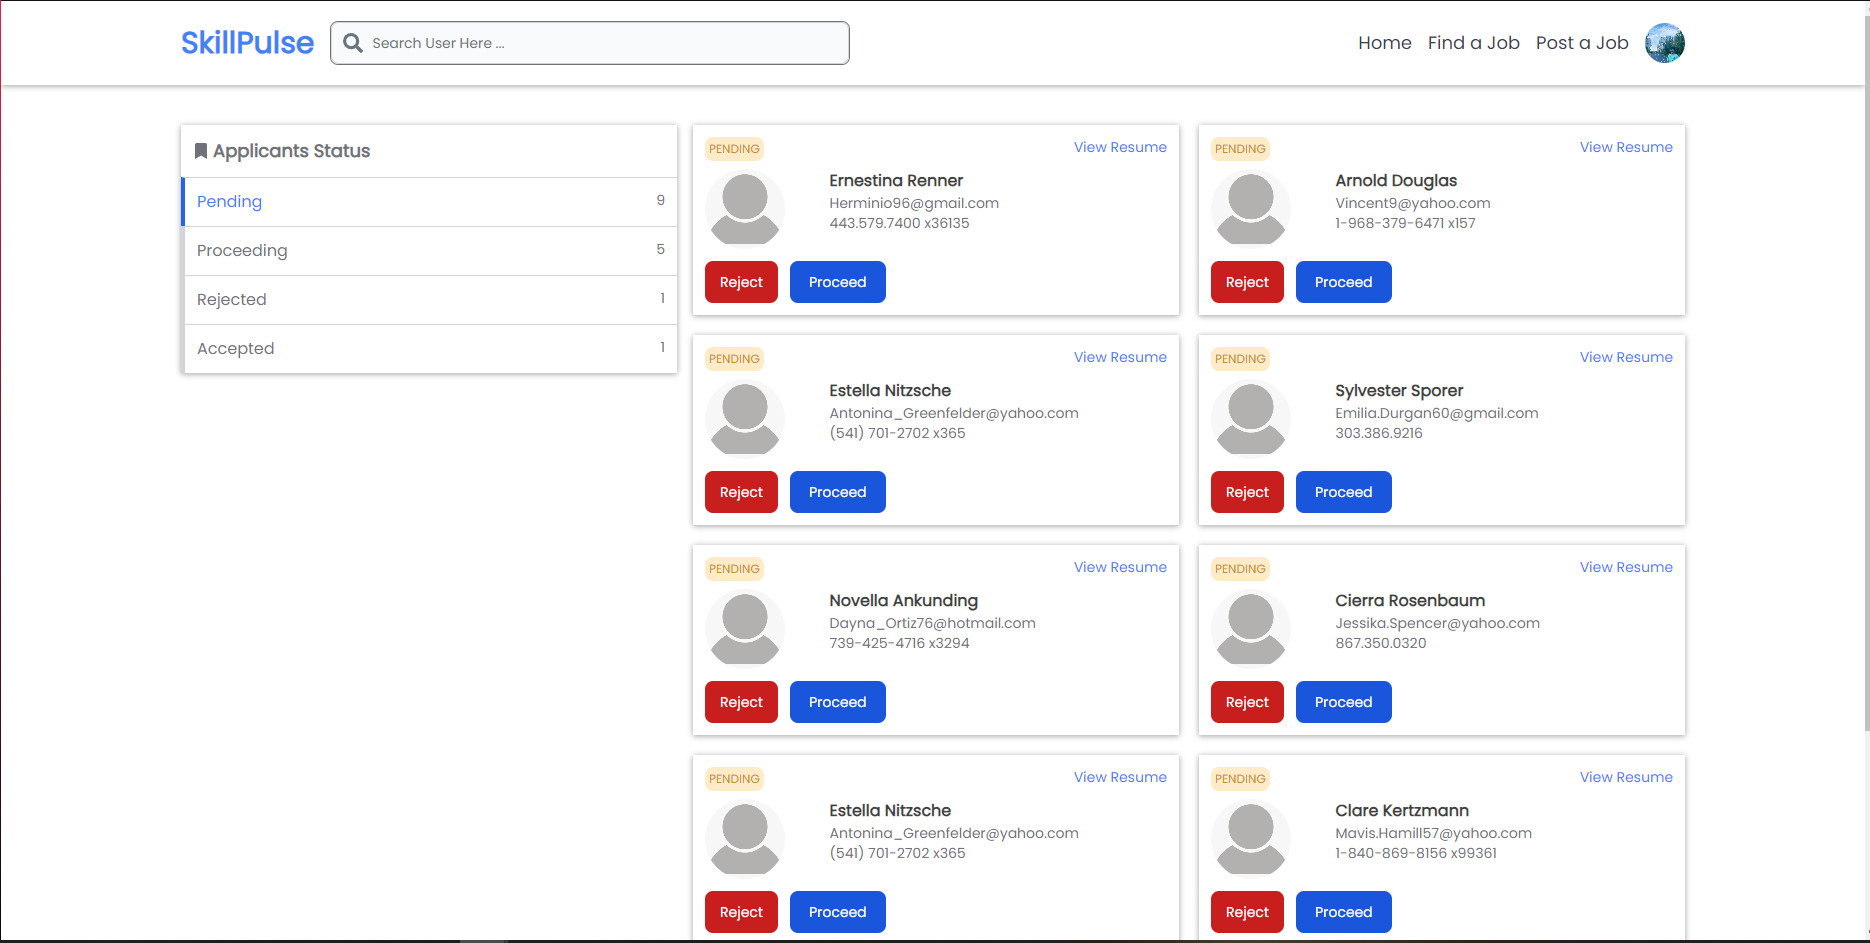 SkillPulse
Search User Here ...
Home
Find a Job
Post a Job
Applicants Status
Pending 9
Proceeding 5
Rejected 1
Accepted 1
PENDING
View Resume
Ernestina Renner
Herminio96@gmail.com
443.579.7400 x36135
Reject
Proceed
PENDING
View Resume
Arnold Douglas
Vincent9@yahoo.com
1-968-379-6471 x157
Reject
Proceed
PENDING
View Resume
Estella Nitzsche
Antonina_Greenfelder@yahoo.com
(541) 701-2702 x365
Reject
Proceed
PENDING
View Resume
Sylvester Sporer
Emilia.Durgan60@gmail.com
303.386.9216
Reject
Proceed
PENDING
View Resume
Novella Ankunding
Dayna_Ortiz76@hotmail.com
739-425-4716 x3294
Reject
Proceed
PENDING
View Resume
Cierra Rosenbaum
Jessika.Spencer@yahoo.com
867.350.0320
Reject
Proceed
PENDING
View Resume
Estella Nitzsche
Antonina_Greenfelder@yahoo.com
(541) 701-2702 x365
Reject
Proceed
PENDING
View Resume
Clare Kertzmann
Mavis.Hamill57@yahoo.com
1-840-869-8156 x99361
Reject
Proceed